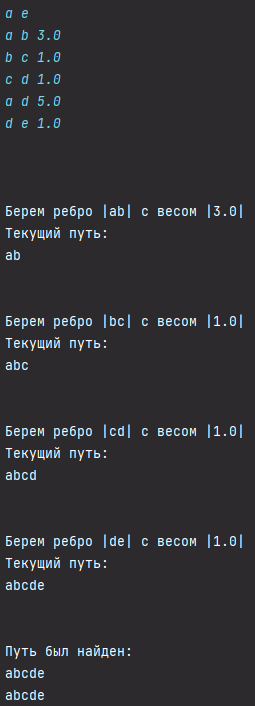 a e
a b 3.0
b c 1.0
c d 1.0
a d 5.0
d e 1.0
Берем ребро |ab| с весом |3.0|
Текущий путь:
ab
Берем ребро |bc| с весом |1.0|
Текущий путь:
abc
Берем ребро |cd| с весом |1.0|
Текущий путь:
abcd
Берем ребро |de| с весом |1.0|
Текущий путь:
abcde
Путь был найден:
abcde
abcde